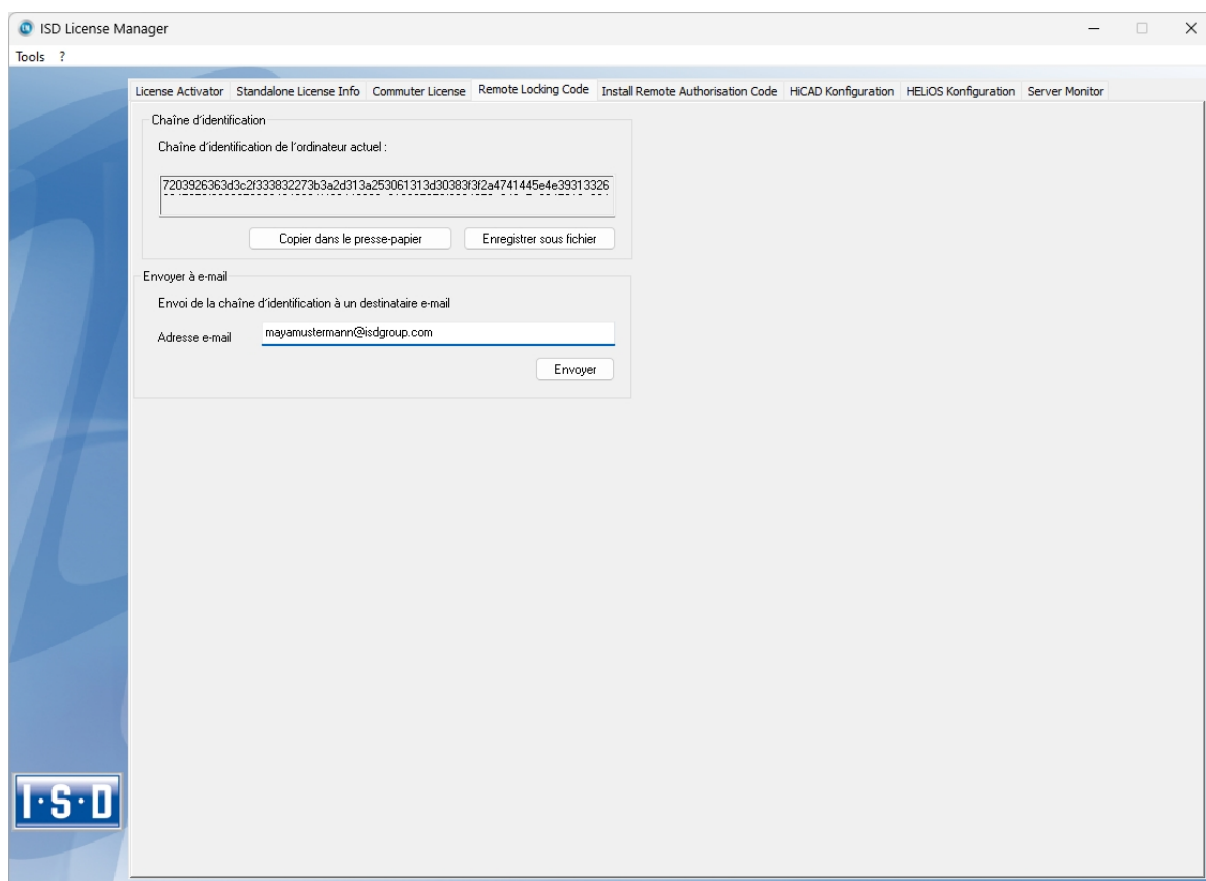 ISD License Manager
Tools ?
License Activator Standalone License Info Commuter License Remote Locking Code Install Remote Authorisation Code HiCAD Konfiguration HELiOS Konfiguration Server Monitor
Chaîne d'identification
Chaîne d'identification de l'ordinateur actuel :
7203926363d3c2f333832273b3a2d313a253061313d30383f3f2a4741445e4e39313326
Copier dans le presse-papier Enregistrer sous fichier
Envoyer à e-mail
Envoi de la chaîne d'identification à un destinataire e-mail
Adresse e-mail mayamustermann@isdgroup.com
Envoyer
I·S·D